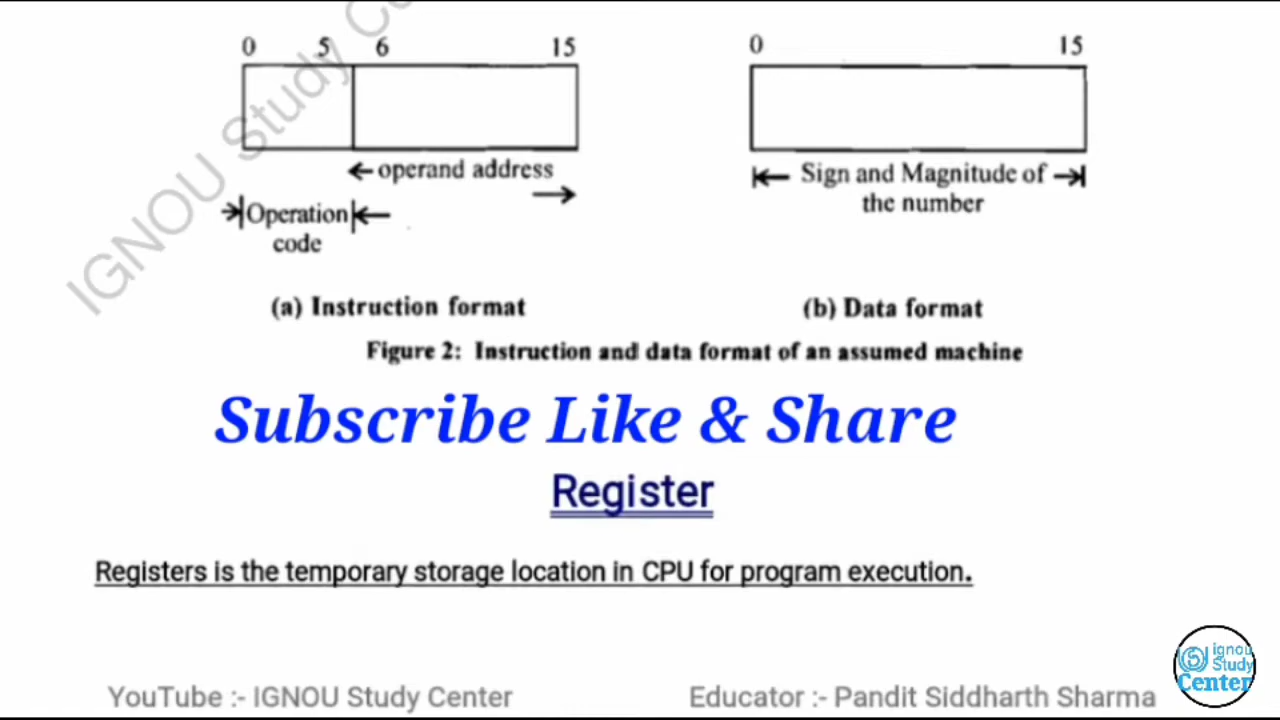 IGNOU Study Ce
0 5 6 15
0 15
operand address
Operation
code
Sign and Magnitude of
the number
(a) Instruction format
(b) Data format
Figure 2: Instruction and data format of an assumed machine
Subscribe Like & Share
Register
Registers is the temporary storage location in CPU for program execution.
ignou
Study
Center
YouTube :- IGNOU Study Center
Educator :- Pandit Siddharth Sharma